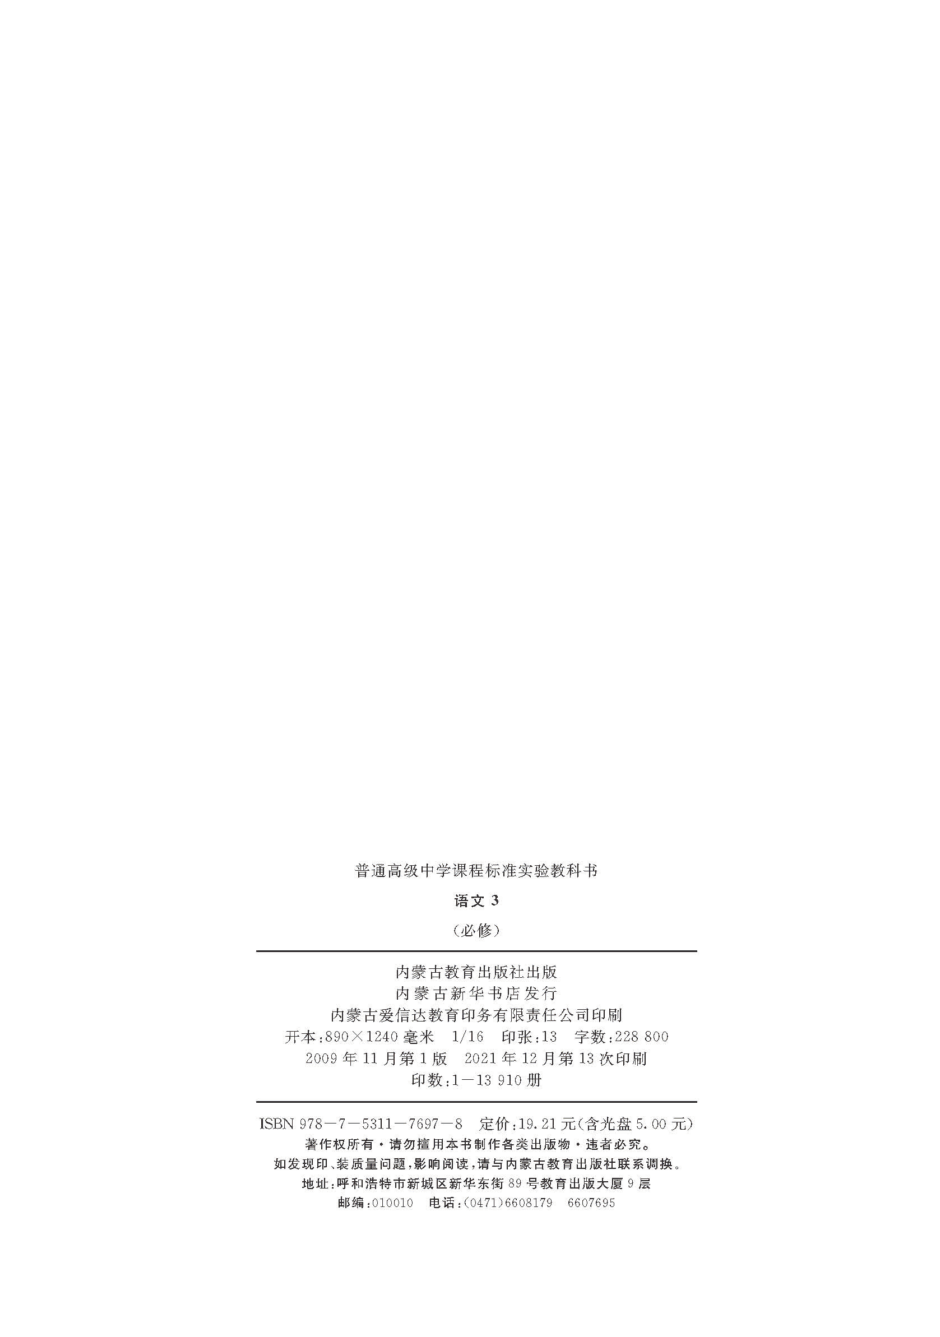 普通高级中学课程标准实验教科书
语文 3
（必修）
内蒙古教育出版社出版
内蒙古新华书店发行
内蒙古爱信达教育印务有限责任公司印刷
开本:890×1240 毫米 1/16 印张:13 字数:228 800
2009 年 11 月第 1 版 2021 年 12 月第 13 次印刷
印数:1—13 910 册
ISBN 978—7—5311—7697—8 定价:19.21 元(含光盘 5.00 元)
著作权所有·请勿擅用本书制作各类出版物·违者必究。
如发现印、装质量问题,影响阅读,请与内蒙古教育出版社联系调换。
地址:呼和浩特市新城区新华东街 89 号教育出版大厦 9 层
邮编:010010 电话:(0471)6608179 6607695